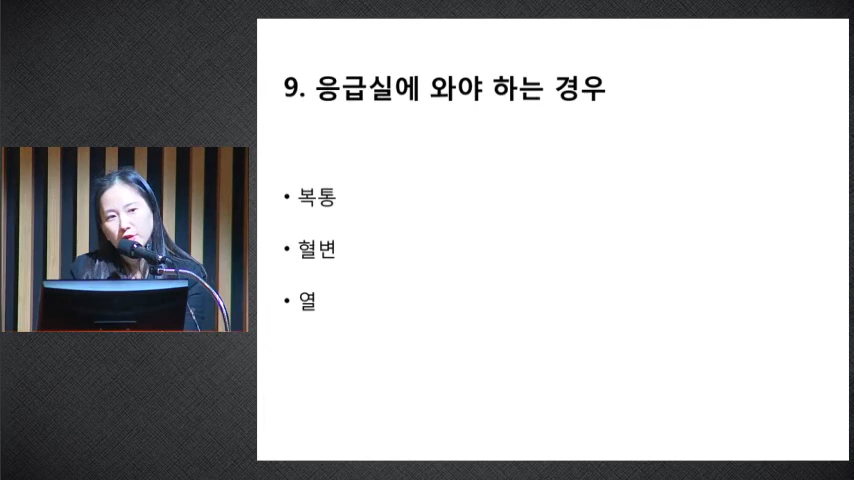 9. 응급실에 와야 하는 경우
• 복통
• 혈변
• 열